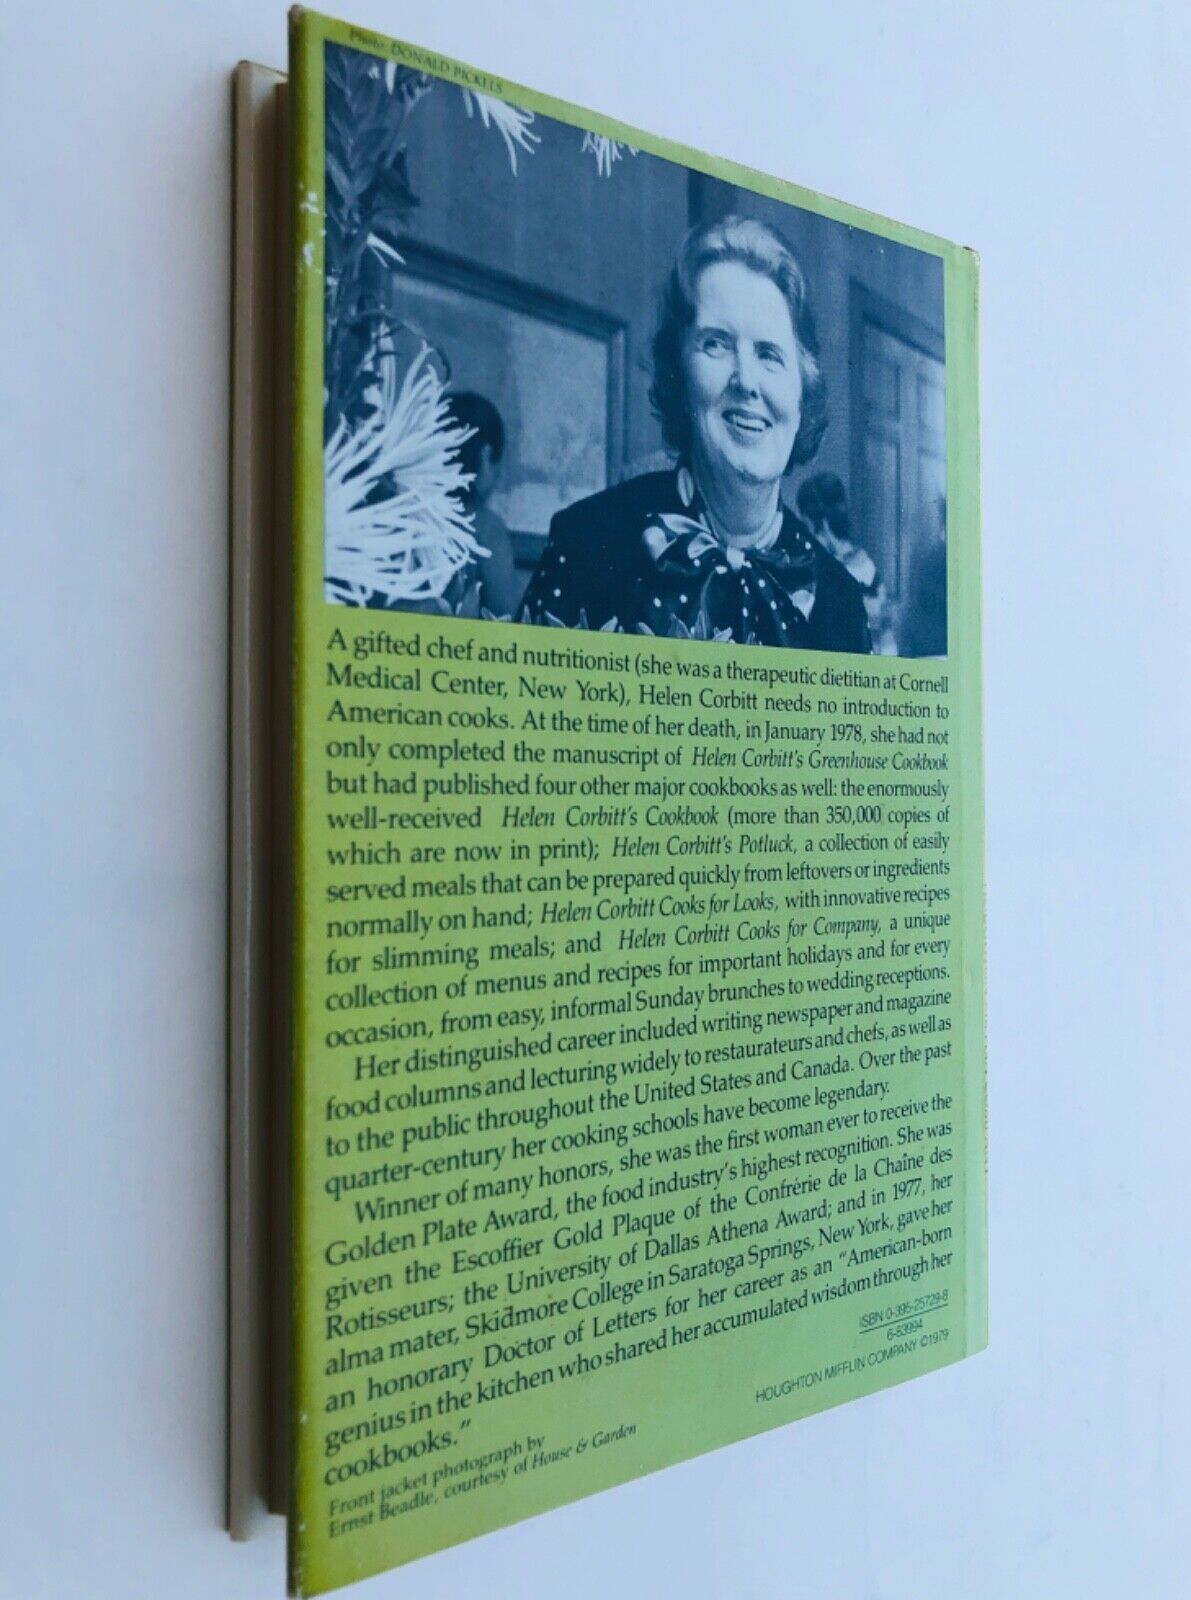 Photo: DONALD PICKELS
A gifted chef and nutritionist (she was a therapeutic dietitian at Cornell
Medical Center, New York), Helen Corbitt needs no introduction to
American cooks. At the time of her death, in January 1978, she had not
only completed the manuscript of Helen Corbitt's Greenhouse Cookbook
but had published four other major cookbooks as well: the enormously
well-received Helen Corbitt's Cookbook (more than 350,000 copies of
which are now in print); Helen Corbitt's Potluck, a collection of easily
served meals that can be prepared quickly from leftovers or ingredients
normally on hand; Helen Corbitt Cooks for Looks, with innovative recipes
for slimming meals; and Helen Corbitt Cooks for Company, a unique
collection of menus and recipes for important holidays and for every
occasion, from easy, informal Sunday brunches to wedding receptions.
Her distinguished career included writing newspaper and magazine
food columns and lecturing widely to restaurateurs and chefs, as well as
to the public throughout the United States and Canada. Over the past
quarter-century her cooking schools have become legendary.
Winner of many honors, she was the first woman ever to receive the
Golden Plate Award, the food industry's highest recognition. She was
given the Escoffier Gold Plaque of the Confrérie de la Chaîne des
Rotisseurs; the University of Dallas Athena Award; and in 1977, her
alma mater, Skidmore College in Saratoga Springs, New York, gave her
an honorary Doctor of Letters for her career as an "American-born
genius in the kitchen who shared her accumulated wisdom through her
cookbooks."
Front jacket photograph by
Ernst Beadle, courtesy of House & Garden
ISBN 0-395-25729-8
6-83994
HOUGHTON MIFFLIN COMPANY ©1979